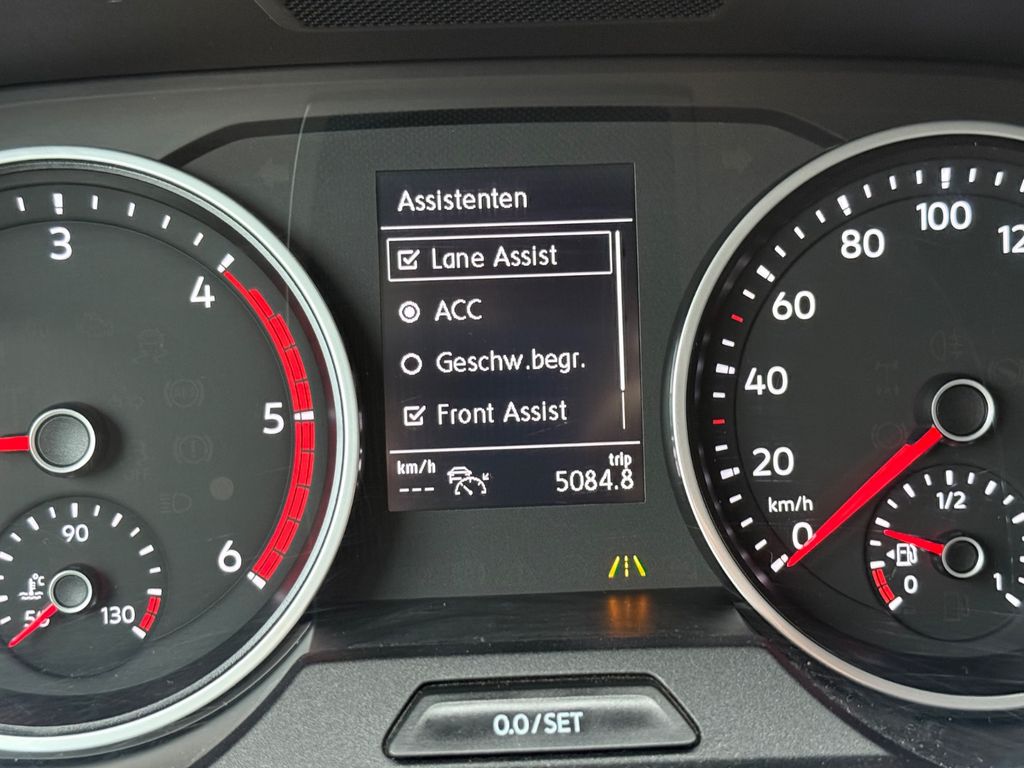 Assistenten
Lane Assist
ACC
Geschw.begr.
Front Assist
km/h
trip
---
5084.8
3
4
5
6
90
130
°C
20
40
60
80
100
km/h
0
1/2
0
1
0.0/SET